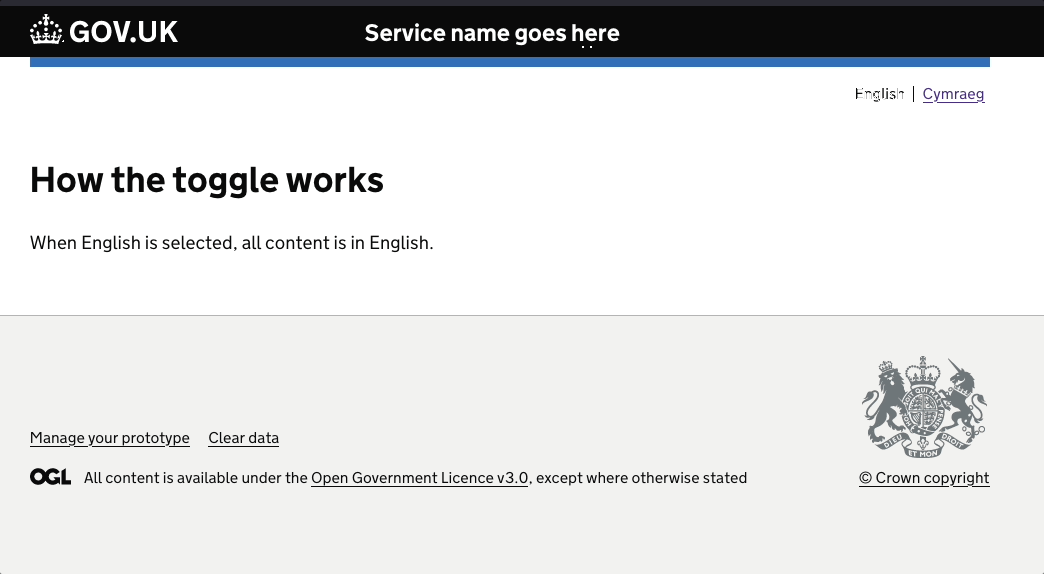 GOV.UK Service name goes here
English | Cymraeg
How the toggle works
When English is selected, all content is in English.
DIEU ET MON DROIT
Manage your prototype Clear data
OGL All content is available under the Open Government Licence v3.0, except where otherwise stated
© Crown copyright